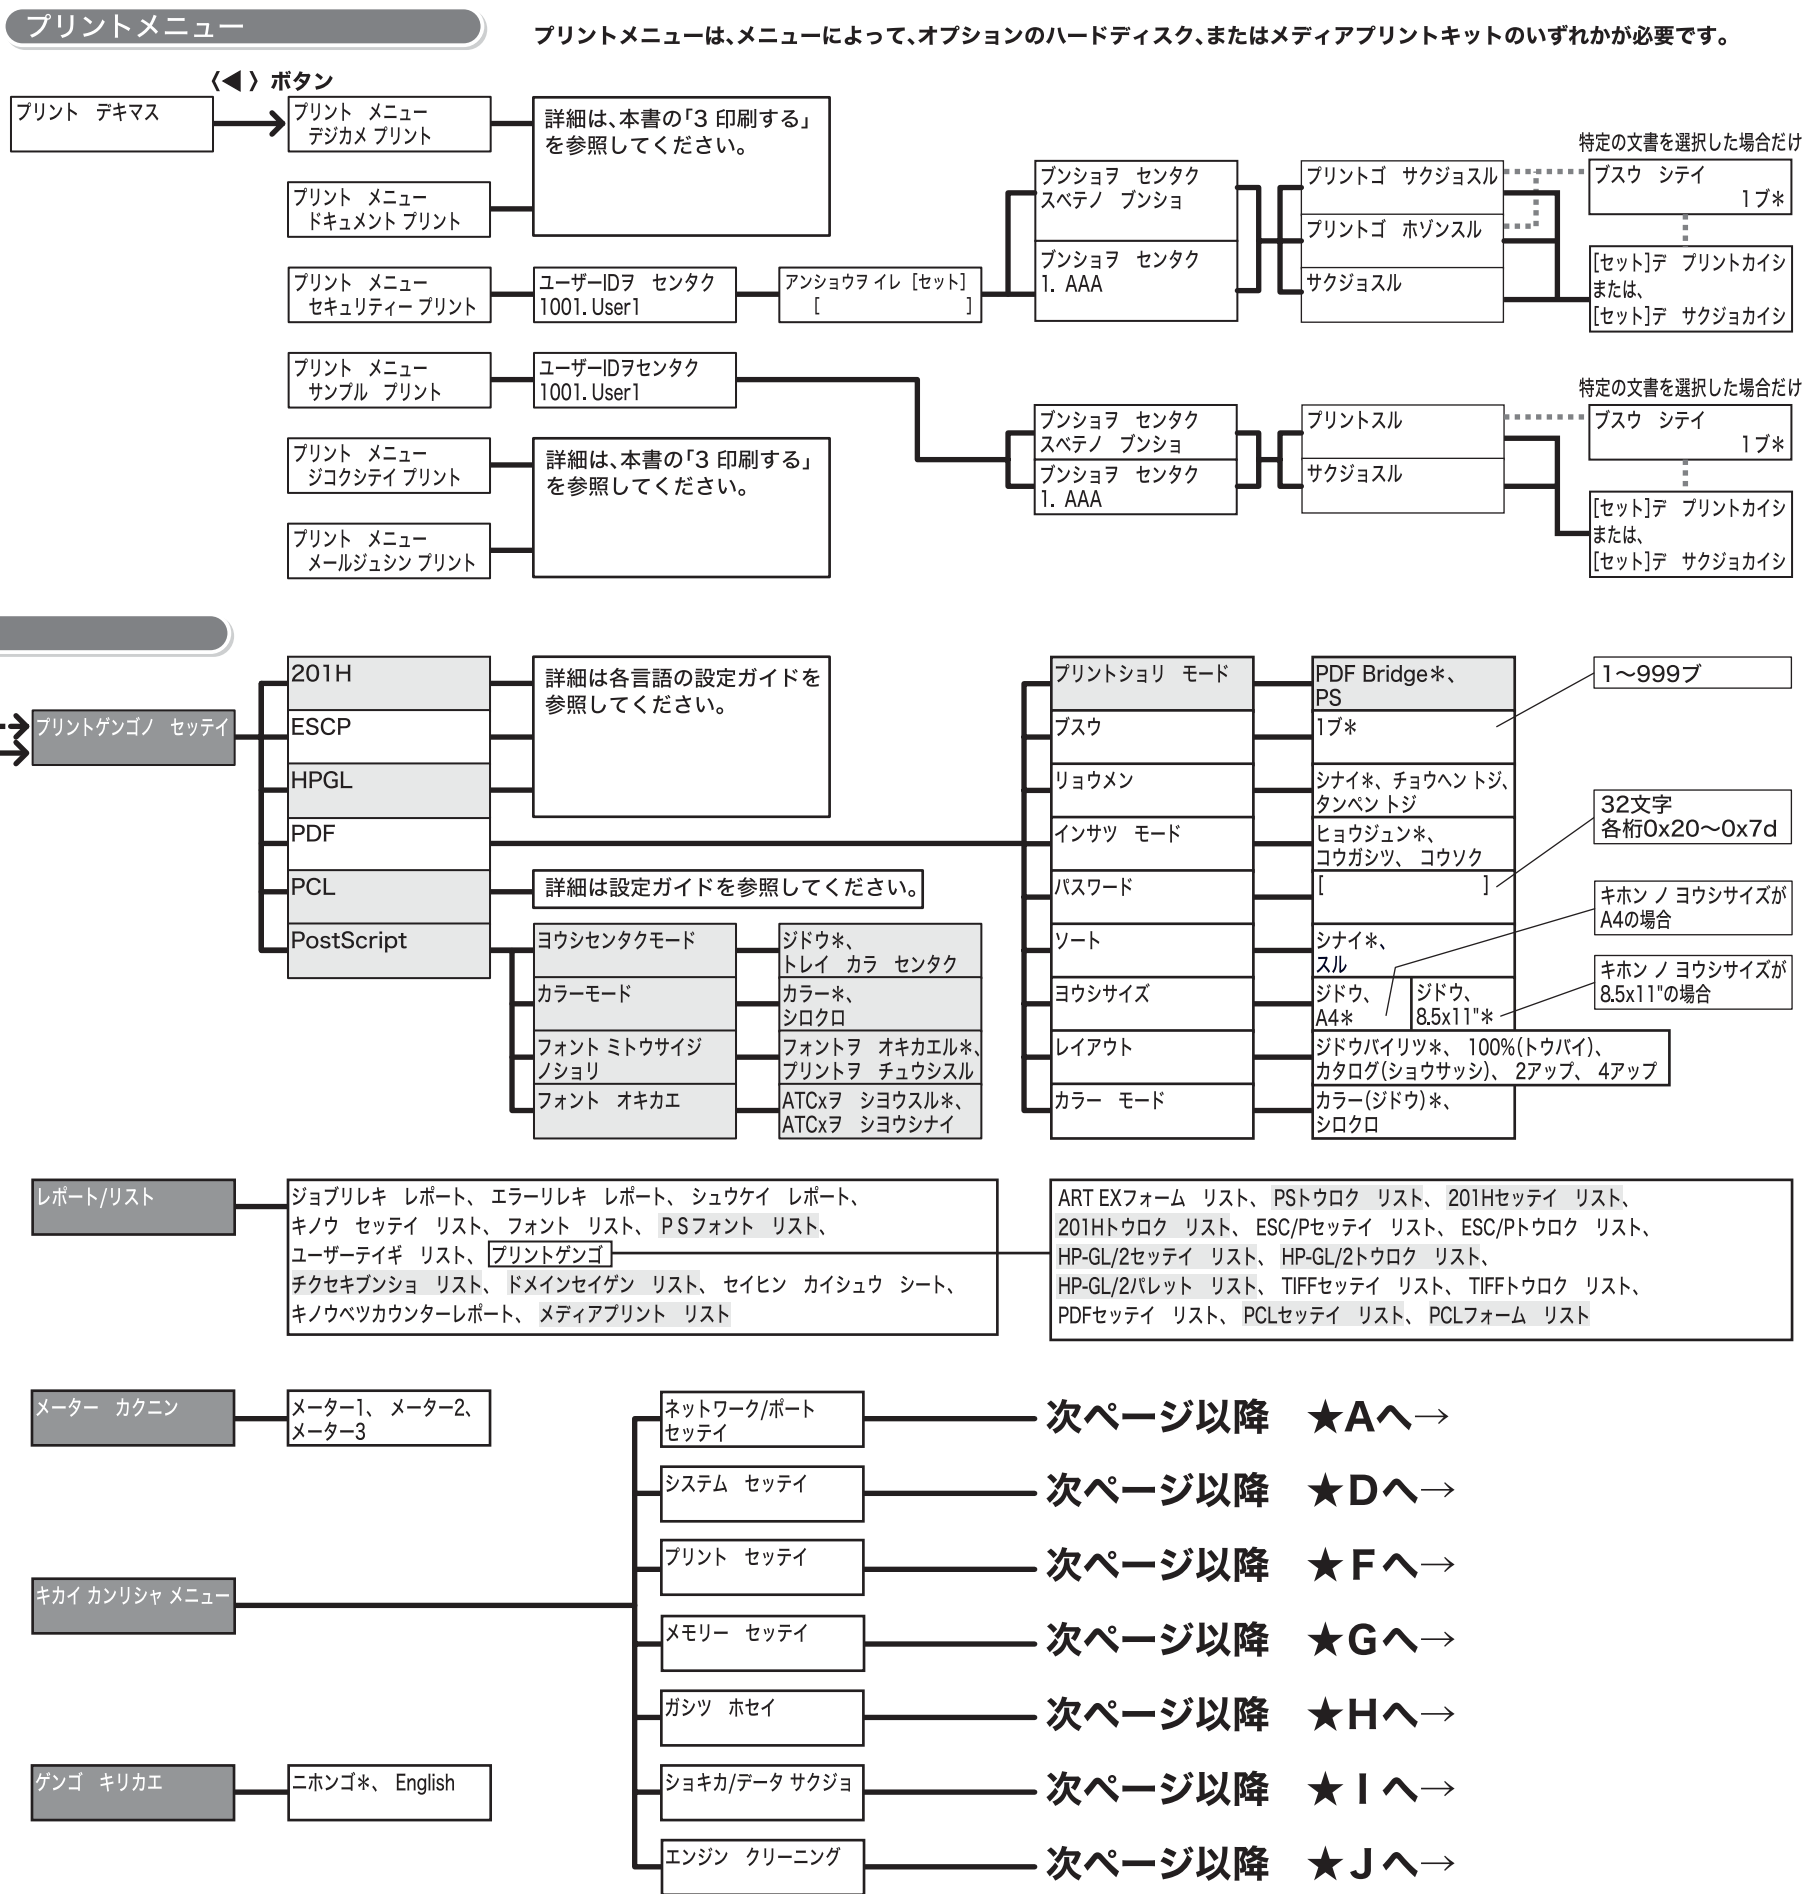 プリントメニュー
プリントメニューは、メニューによって、オプションのハードディスク、またはメディアプリントキットのいずれかが必要です。
〈◀〉ボタン
プリント デキマス
プリント メニュー
デジカメ プリント
詳細は、本書の「3 印刷する」
を参照してください。
プリント メニュー
ドキュメント プリント
プリント メニュー
セキュリティー プリント
ユーザーIDヲ センタク
1001. User1
アンショウヲ イレ [セット]
[ ]
ブンショヲ センタク
スベテノ ブンショ
ブンショヲ センタク
1. AAA
プリントゴ サクジョスル
プリントゴ ホゾンスル
サクジョスル
特定の文書を選択した場合だけ
ブスウ シテイ
1ブ*
[セット]デ プリントカイシ
または、
[セット]デ サクジョカイシ
プリント メニュー
サンプル プリント
ユーザーIDヲセンタク
1001. User1
ブンショヲ センタク
スベテノ ブンショ
ブンショヲ センタク
1. AAA
プリントスル
サクジョスル
特定の文書を選択した場合だけ
ブスウ シテイ
1ブ*
[セット]デ プリントカイシ
または、
[セット]デ サクジョカイシ
プリント メニュー
ジコクシテイ プリント
詳細は、本書の「3 印刷する」
を参照してください。
プリント メニュー
メールジュシン プリント
プリントゲンゴノ セッテイ
201H
ESCP
HPGL
PDF
PCL
PostScript
詳細は各言語の設定ガイドを
参照してください。
詳細は設定ガイドを参照してください。
ヨウシセンタクモード
ジドウ*、
トレイ カラ センタク
カラーモード
カラー*、
シロクロ
フォント ミトウサイジ
ノショリ
フォントヲ オキカエル*、
プリントヲ チュウシスル
フォント オキカエ
ATCxヲ シヨウスル*、
ATCxヲ シヨウシナイ
プリントショリ モード
PDF Bridge*、
PS
ブスウ
1ブ*
1～999ブ
リョウメン
シナイ*、チョウヘン トジ、
タンペン トジ
インサツ モード
ヒョウジュン*、
コウガシツ、 コウソク
パスワード
[ ]
32文字
各桁0x20～0x7d
ソート
シナイ*、
スル
ヨウシサイズ
ジドウ、
A4*
ジドウ、
8.5x11"*
キホン ノ ヨウシサイズが
A4の場合
キホン ノ ヨウシサイズが
8.5x11"の場合
レイアウト
ジドウバイリツ*、 100%(トウバイ)、
カタログ(ショウサッシ)、 2アップ、 4アップ
カラー モード
カラー(ジドウ)*、
シロクロ
レポート/リスト
ジョブリレキ レポート、 エラーリレキ レポート、 シュウケイ レポート、
キノウ セッテイ リスト、 フォント リスト、 PSフォント リスト、
ユーザーテイギ リスト、 プリントゲンゴ
チクセキブンショ リスト、 ドメインセイゲン リスト、 セイヒン カイシュウ シート、
キノウベツカウンターレポート、 メディアプリント リスト
ART EXフォーム リスト、 PSトウロク リスト、 201Hセッテイ リスト、
201Hトウロク リスト、 ESC/Pセッテイ リスト、 ESC/Pトウロク リスト、
HP-GL/2セッテイ リスト、 HP-GL/2トウロク リスト、
HP-GL/2パレット リスト、 TIFFセッテイ リスト、 TIFFトウロク リスト、
PDFセッテイ リスト、 PCLセッテイ リスト、 PCLフォーム リスト
メーター カクニン
メーター1、 メーター2、
メーター3
キカイ カンリシャ メニュー
ネットワーク/ポート
セッテイ
次ページ以降 ★Aへ→
システム セッテイ
次ページ以降 ★Dへ→
プリント セッテイ
次ページ以降 ★Fへ→
メモリー セッテイ
次ページ以降 ★Gへ→
ガシツ ホセイ
次ページ以降 ★Hへ→
ショキカ/データ サクジョ
次ページ以降 ★Iへ→
エンジン クリーニング
次ページ以降 ★Jへ→
ゲンゴ キリカエ
ニホンゴ*、 English